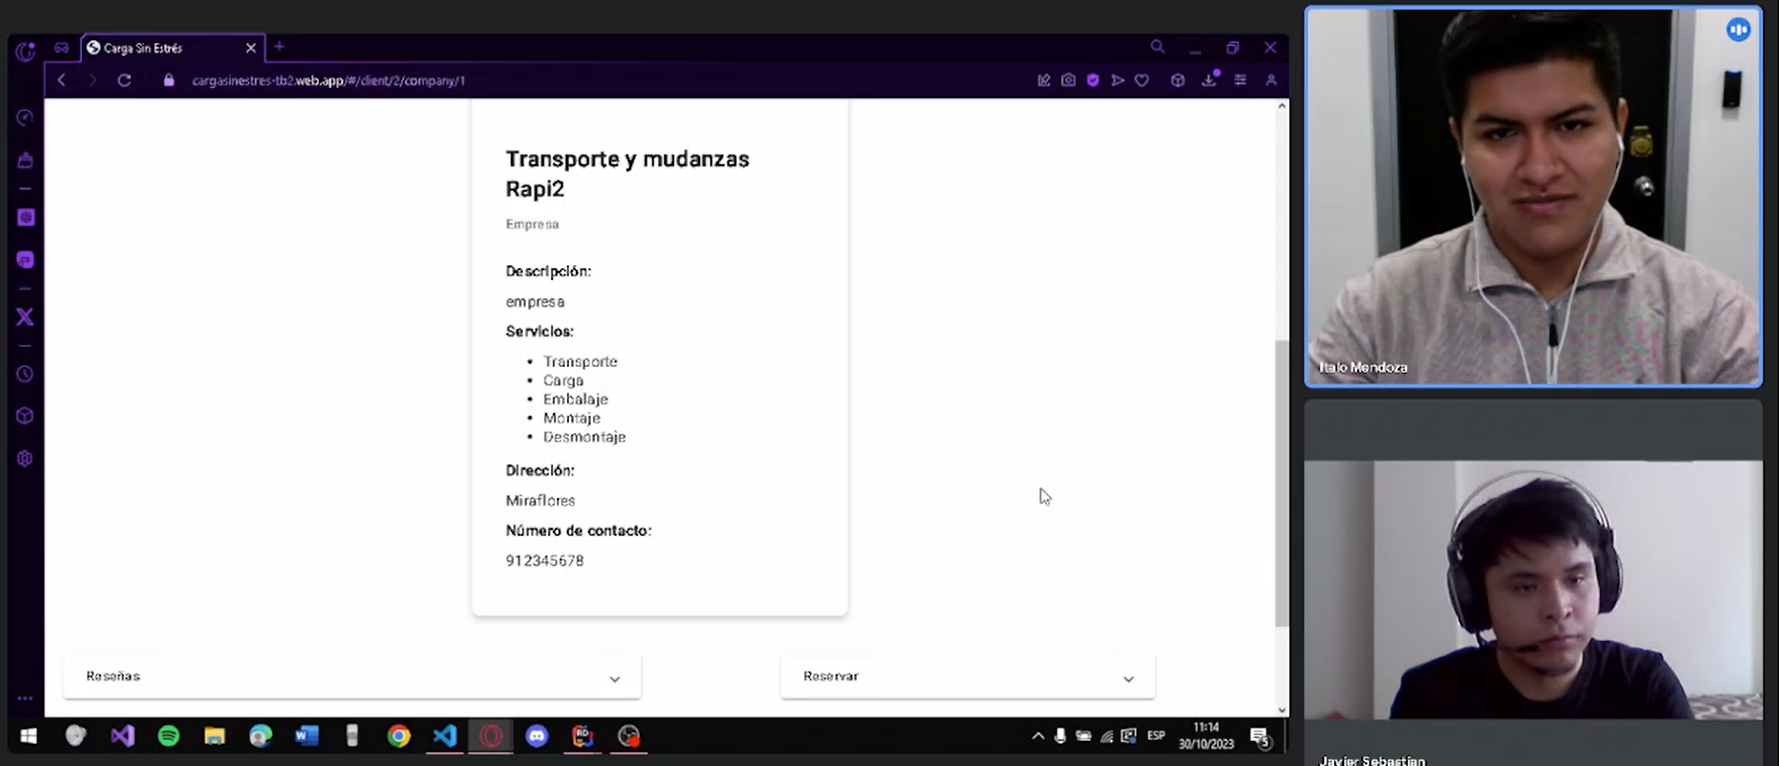 Carga Sin Estrés
cargasinestres-tb2.web.app/#/client/2/company/1
Transporte y mudanzas
Rapi2
Empresa
Descripción:
empresa
Servicios:
Transporte
Carga
Embalaje
Montaje
Desmontaje
Dirección:
Miraflores
Número de contacto:
912345678
Reseñas
Reservar
ESP
11:14
30/10/2023
5
Italo Mendoza
Javier Sebastian